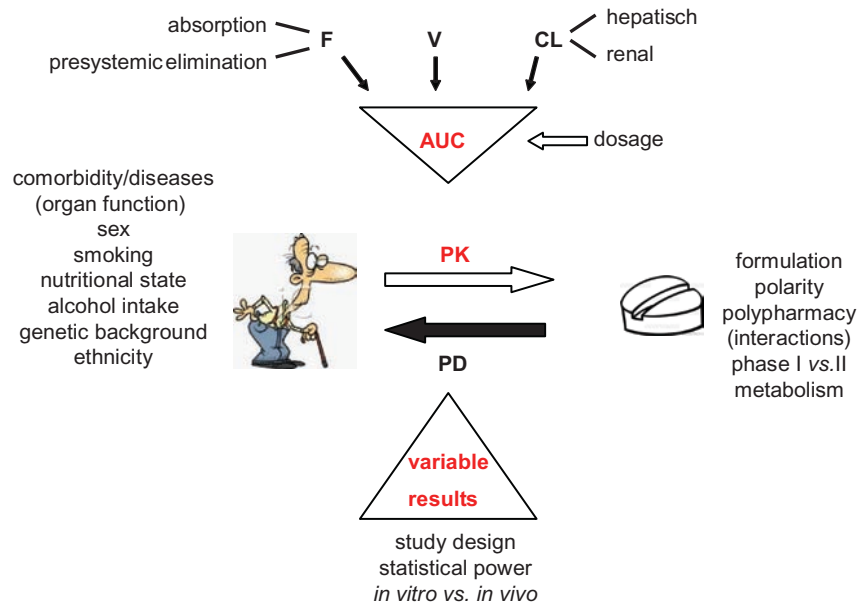 absorption
presystemic elimination
F
V
CL
hepatisch
renal
AUC
dosage
comorbidity/diseases
(organ function)
sex
smoking
nutritional state
alcohol intake
genetic background
ethnicity
PK
PD
formulation
polarity
polypharmacy
(interactions)
phase I vs.II
metabolism
variable
results
study design
statistical power
in vitro vs. in vivo